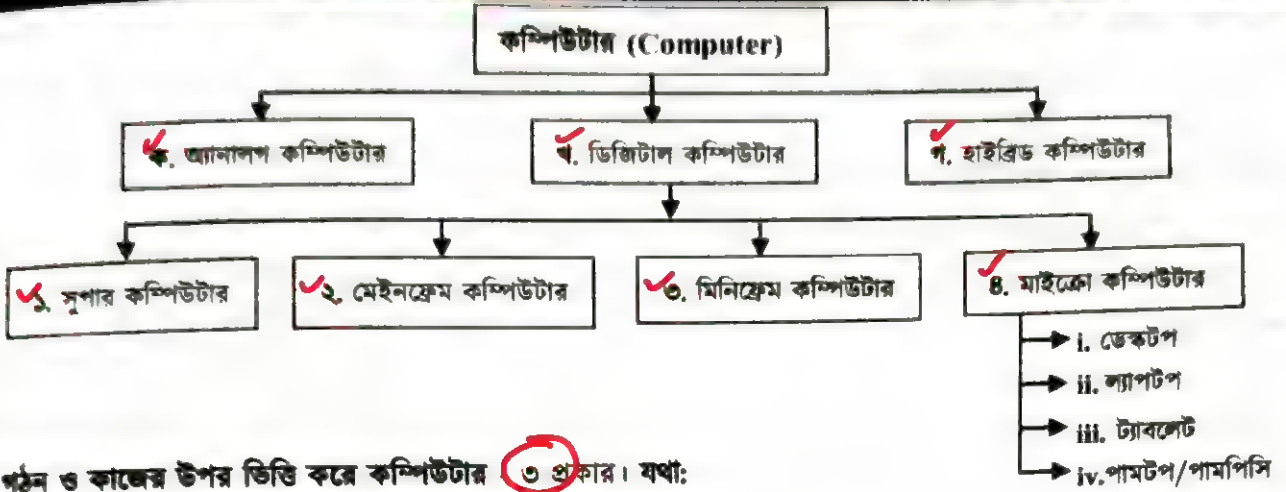 কম্পিউটার (Computer)
ক. অ্যানালগ কম্পিউটার
খ. ডিজিটাল কম্পিউটার
গ. হাইব্রিড কম্পিউটার
১. সুপার কম্পিউটার
২. মেইনফ্রেম কম্পিউটার
৩. মিনিফ্রেম কম্পিউটার
৪. মাইক্রো কম্পিউটার
i. ডেস্কটপ
ii. ল্যাপটপ
iii. ট্যাবলেট
iv. পামটপ/পামপিসি
গঠন ও কাজের উপর ভিত্তি করে কম্পিউটার ৩ প্রকার। যথা: